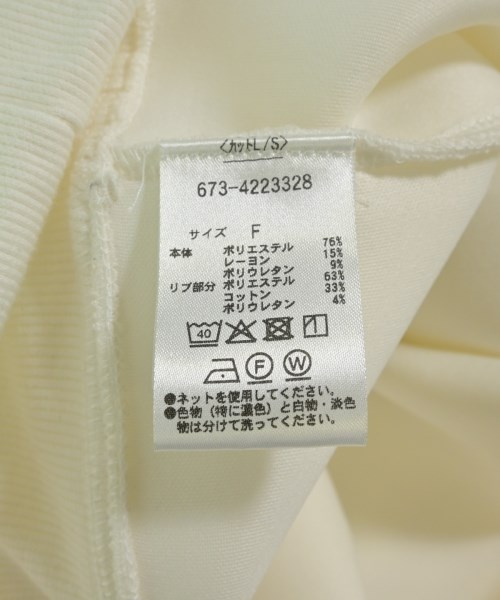 〈ｶｯﾄL/S〉
673-4223328
サイズ F
本体 ポリエステル 76%
レーヨン 15%
ポリウレタン 9%
リブ部分 ポリエステル 63%
コットン 33%
ポリウレタン 4%
40
F W
●ネットを使用してください。
●色物（特に濃色）と白物・淡色
物は分けて洗ってください。